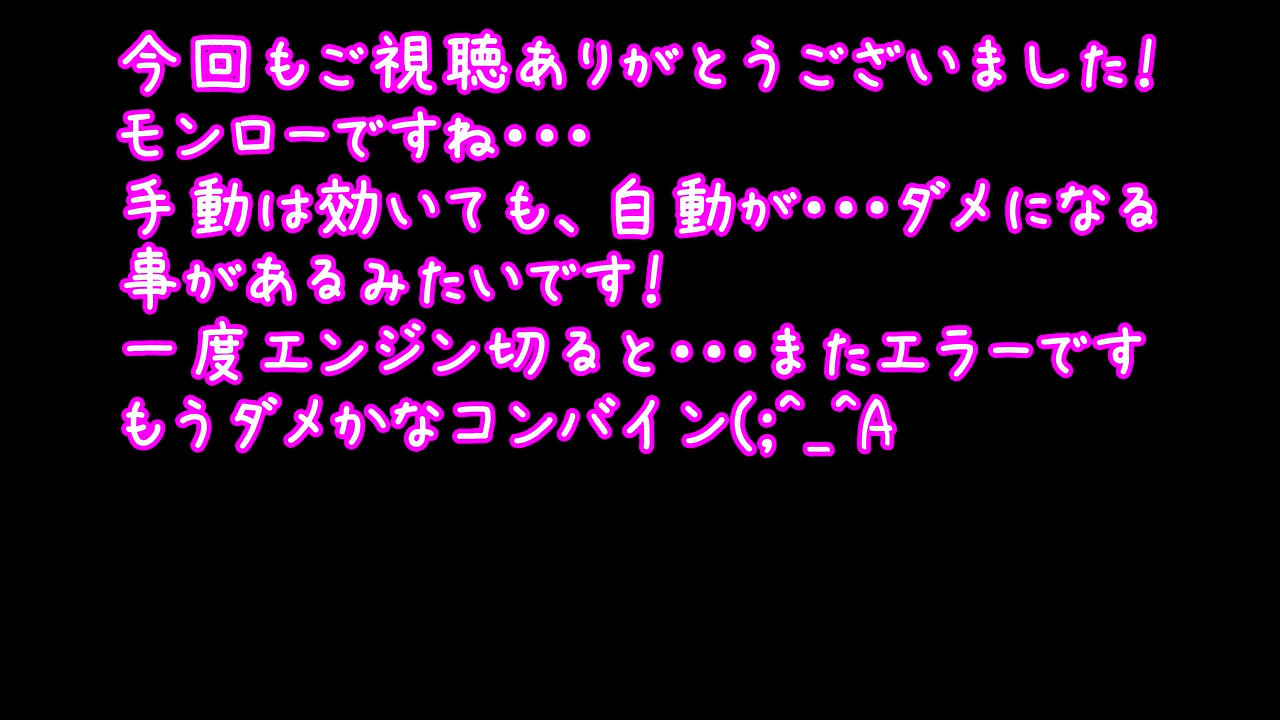 今回もご視聴ありがとうございました!
モンローですね・・・
手動は効いても、自動が・・・ダメになる
事があるみたいです!
一度エンジン切ると・・・またエラーです
もうダメかなコンバイン(;^_^A